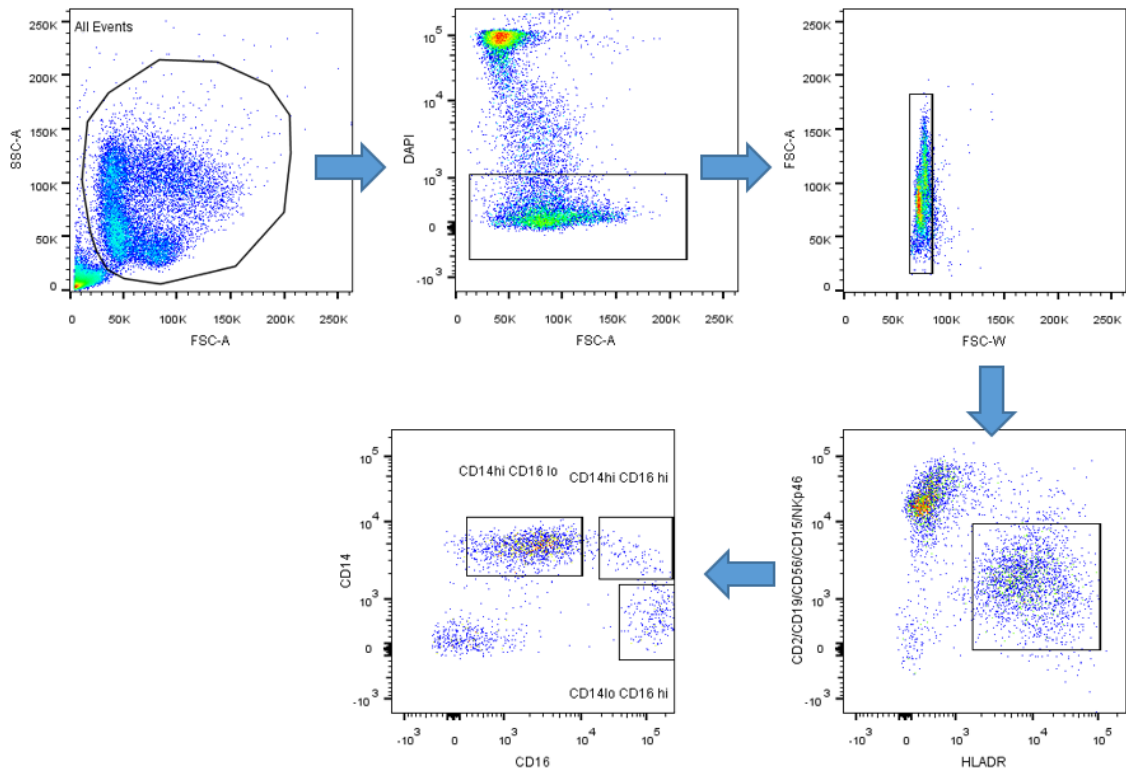 All Events
250K
200K
150K
100K
50K
0
SSC-A
0 50K 100K 150K 200K 250K
FSC-A
10^5
10^4
10^3
0
-10^3
DAPI
0 50K 100K 150K 200K 250K
FSC-A
250K
200K
150K
100K
50K
0
FSC-A
0 50K 100K 150K 200K 250K
FSC-W
CD14hi CD16 lo
CD14hi CD16 hi
CD14lo CD16 hi
10^5
10^4
10^3
0
-10^3
CD14
-10^3 0 10^3 10^4 10^5
CD16
10^5
10^4
10^3
0
-10^3
CD2/CD19/CD56/CD15/NKp46
-10^3 0 10^3 10^4 10^5
HLADR